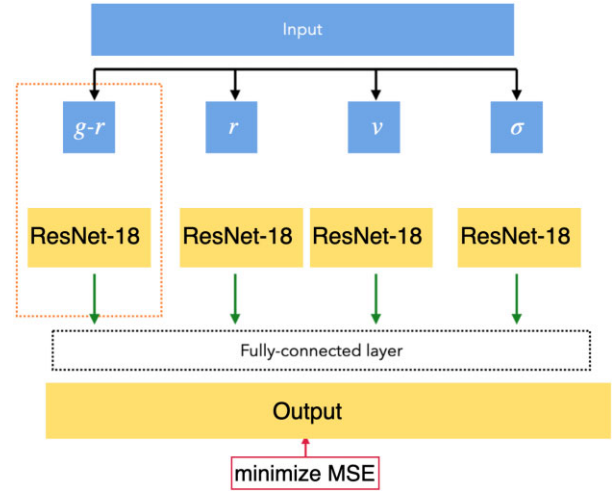 Input
g-r r v σ
ResNet-18 ResNet-18 ResNet-18 ResNet-18
Fully-connected layer
Output
minimize MSE